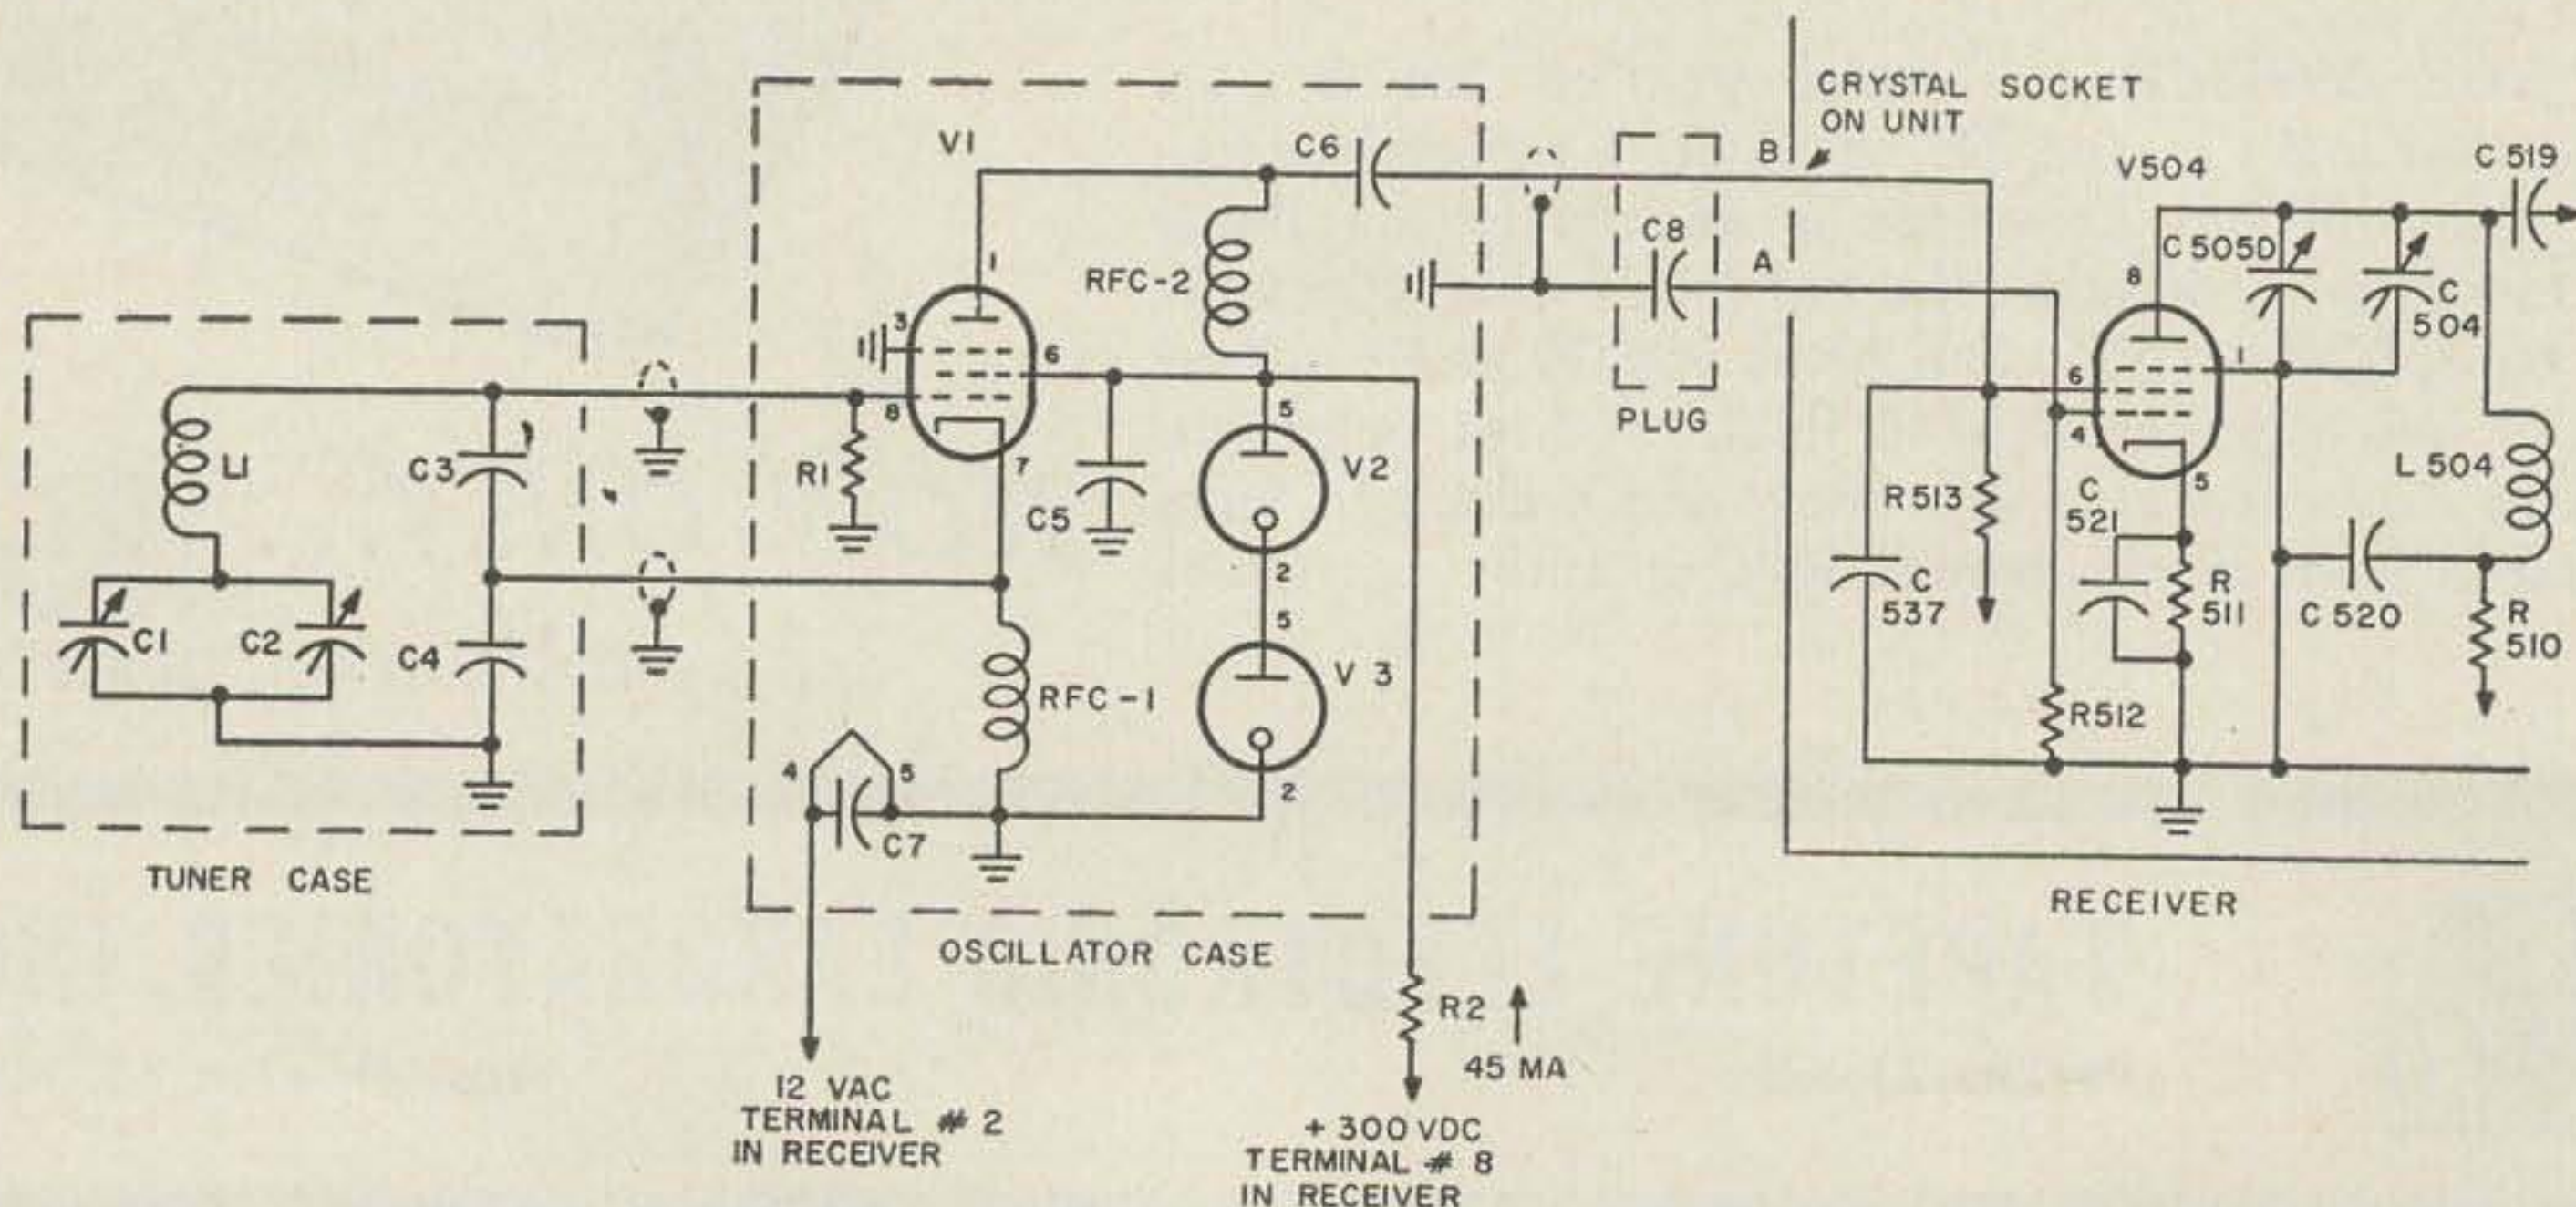 CRYSTAL SOCKET
ON UNIT
V1
C6
B
V504
C 519
1
RFC-2
C8
A
C 505D
8
C
504
3
6
1
8
6
4
5
PLUG
L1
C3
R1
7
C5
V2
R 513
C
521
5
L 504
2
5
C1
C2
C4
C
537
R
511
C 520
R
510
RFC-1
V 3
R512
4
5
2
C7
TUNER CASE
RECEIVER
OSCILLATOR CASE
R2
45 MA
12 VAC
TERMINAL # 2
IN RECEIVER
+ 300 VDC
TERMINAL # 8
IN RECEIVER